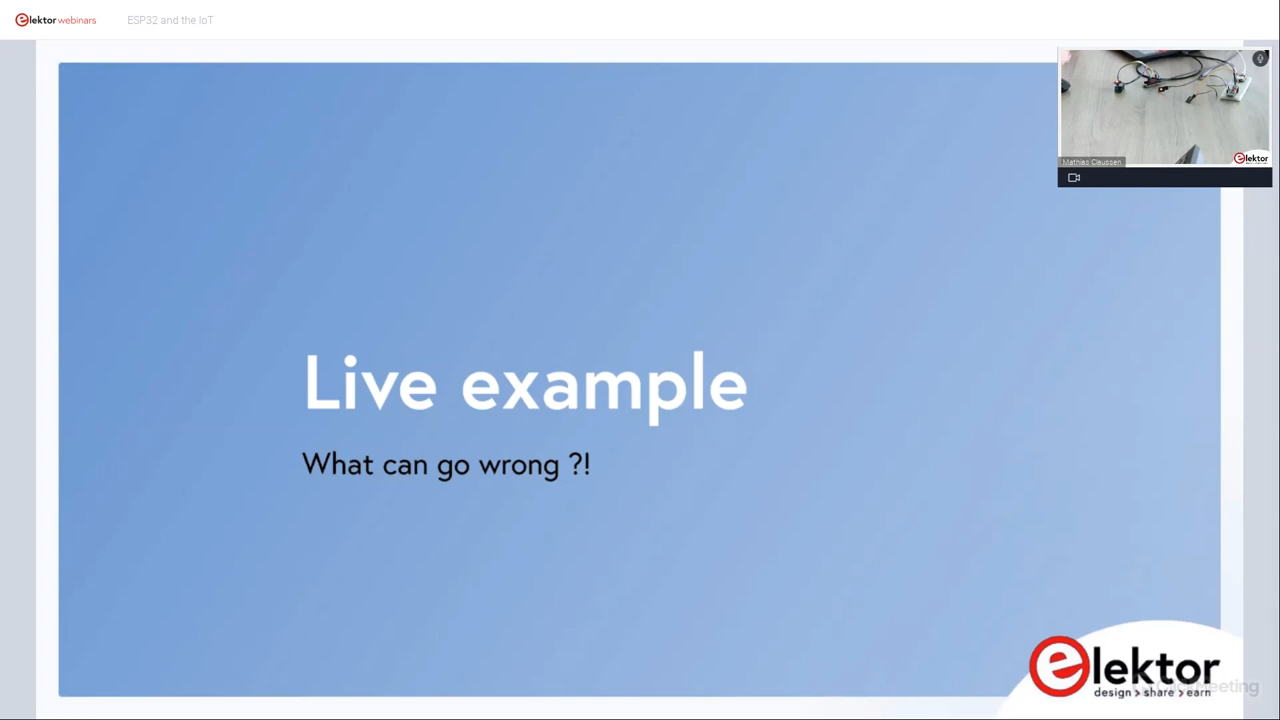 elektor webinars
ESP32 and the IoT
Mathias Claussen
elektor
Live example
What can go wrong ?!
elektor
design > share > earn
ClickMeeting